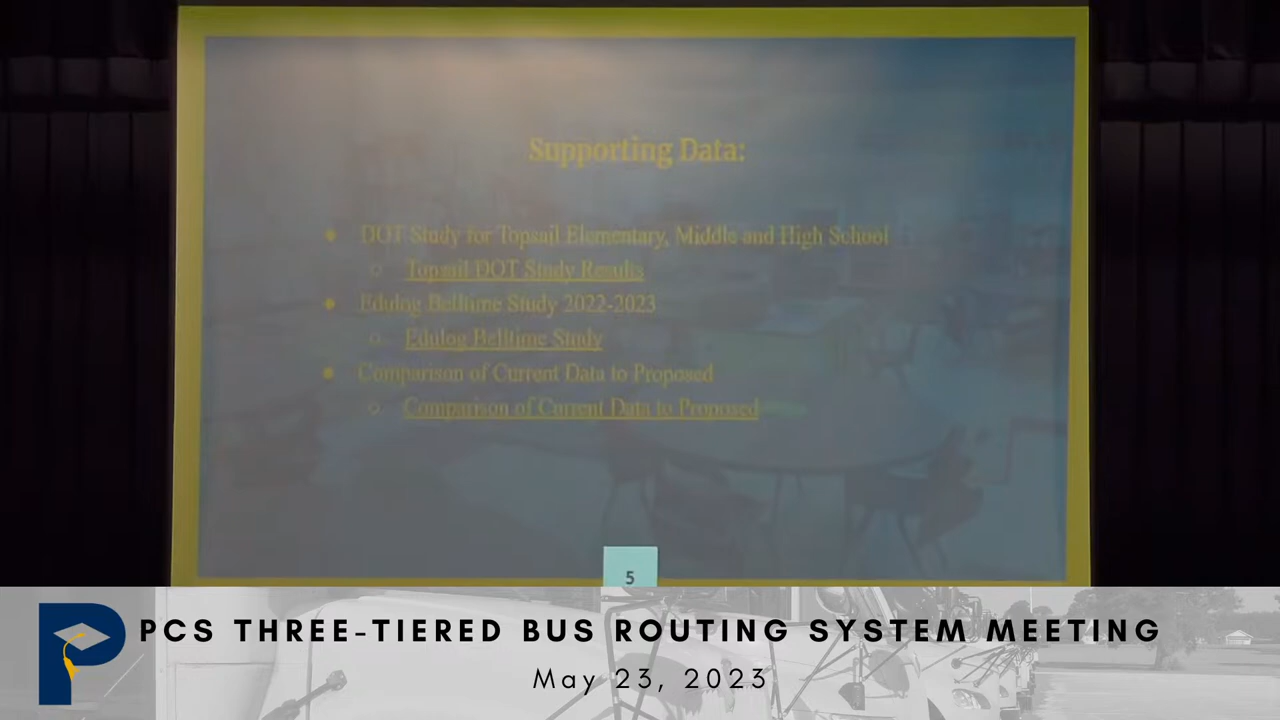 Supporting Data:
● DOT Study for Topsail Elementary, Middle and High School
○ Topsail DOT Study Results
● Edulog Belltime Study 2022-2023
○ Edulog Belltime Study
● Comparison of Current Data to Proposed
○ Comparison of Current Data to Proposed
5
P
PCS THREE-TIERED BUS ROUTING SYSTEM MEETING
May 23, 2023